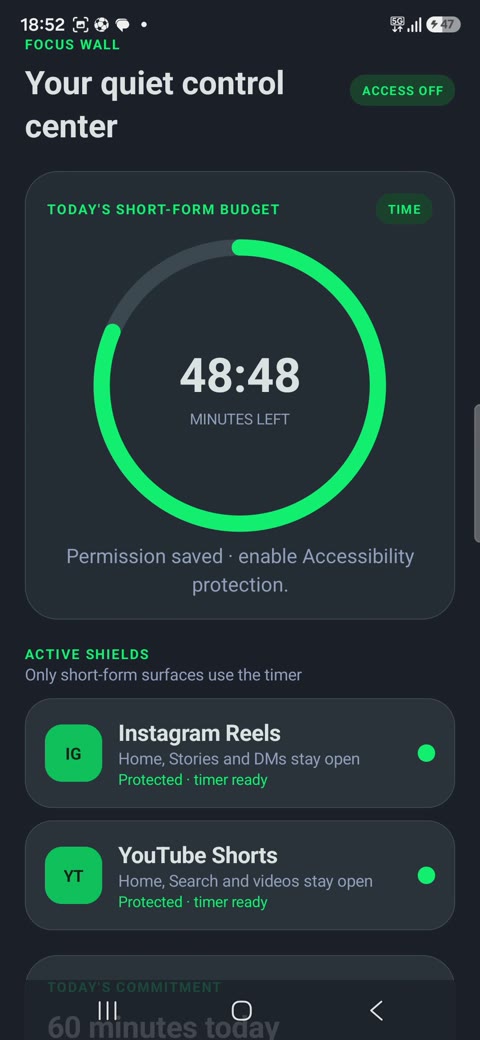 18:52
5G
47
FOCUS WALL
Your quiet control
center
ACCESS OFF
TODAY'S SHORT-FORM BUDGET
TIME
48:48
MINUTES LEFT
Permission saved · enable Accessibility
protection.
ACTIVE SHIELDS
Only short-form surfaces use the timer
IG
Instagram Reels
Home, Stories and DMs stay open
Protected · timer ready
YT
YouTube Shorts
Home, Search and videos stay open
Protected · timer ready
TODAY'S COMMITMENT
60 minutes today